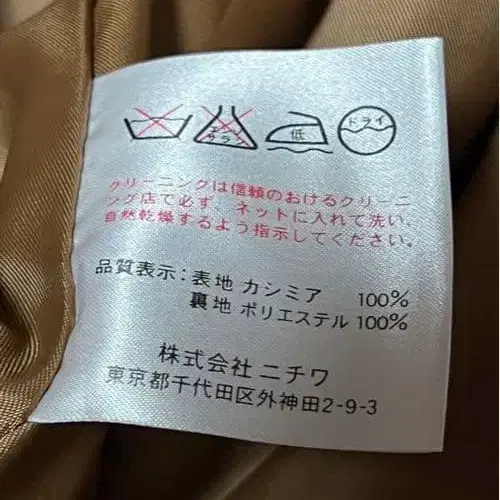 エンソ サラシ 低 ドライ
クリーニングは信頼のおけるクリーニ
ング店で必ず、ネットに入れて洗い、
自然乾燥するよう指示してください。
品質表示：表地 カシミア 100％
裏地 ポリエステル 100％
株式会社 ニチワ
東京都千代田区外神田2-9-3